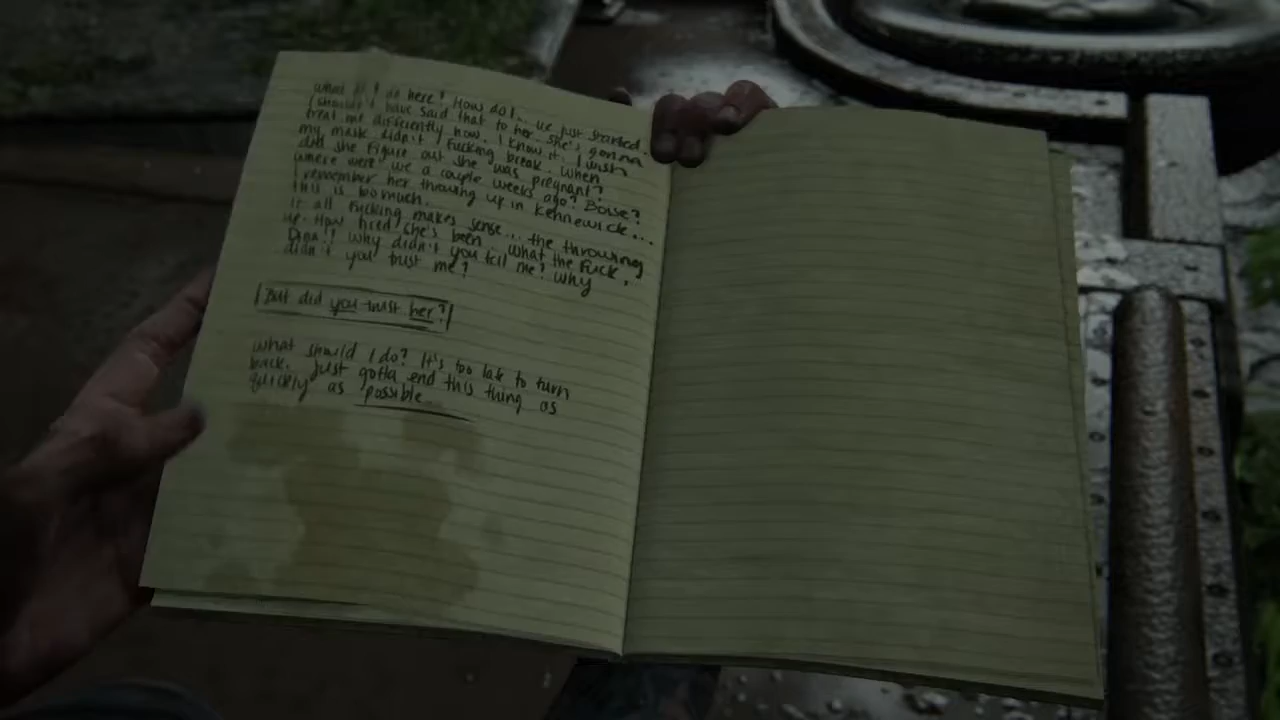 what do I do here? How do I... we just started.
I shouldn't have said that to her. She's gonna
treat me differently now. I know it. I wish
my mask didn't fucking break. When
did she figure out she was pregnant?
where were we a couple weeks ago? Boise?
I remember her throwing up in Kennewick...
This is too much.
it all fucking makes sense... the throwing
up. How tired she's been.. what the fuck,
Dina!! why didn't you tell me? why
didn't you trust me?
But did you trust her?
what should I do? It's too late to turn
back. Just gotta end this thing as
quickly as possible...